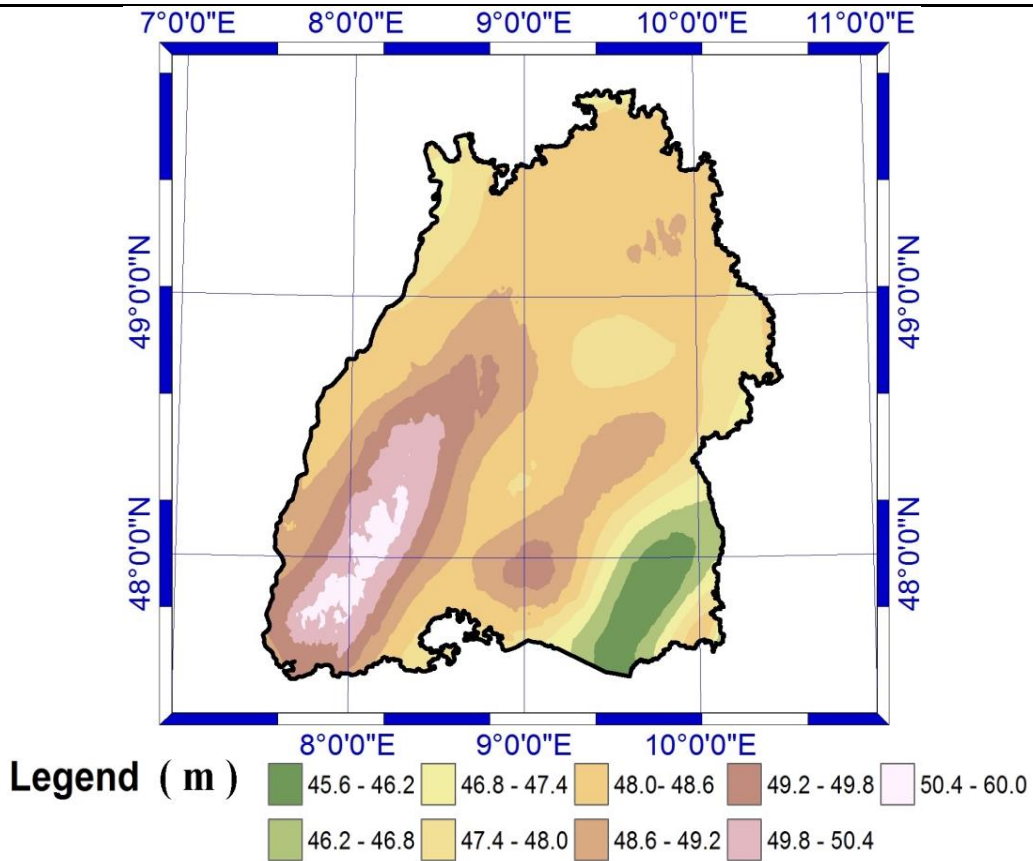 7°0'0"E 8°0'0"E 9°0'0"E 10°0'0"E 11°0'0"E
49°0'0"N 49°0'0"N
48°0'0"N 48°0'0"N
8°0'0"E 9°0'0"E 10°0'0"E
Legend ( m ) 45.6 - 46.2 46.8 - 47.4 48.0- 48.6 49.2 - 49.8 50.4 - 60.0
46.2 - 46.8 47.4 - 48.0 48.6 - 49.2 49.8 - 50.4